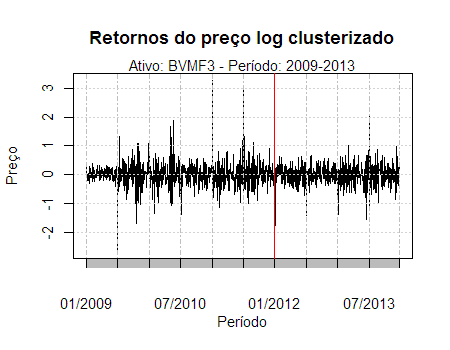 Retornos do preço log clusterizado
Ativo: BVMF3 - Período: 2009-2013
Preço
3
2
1
0
-1
-2
01/2009 07/2010 01/2012 07/2013
Período